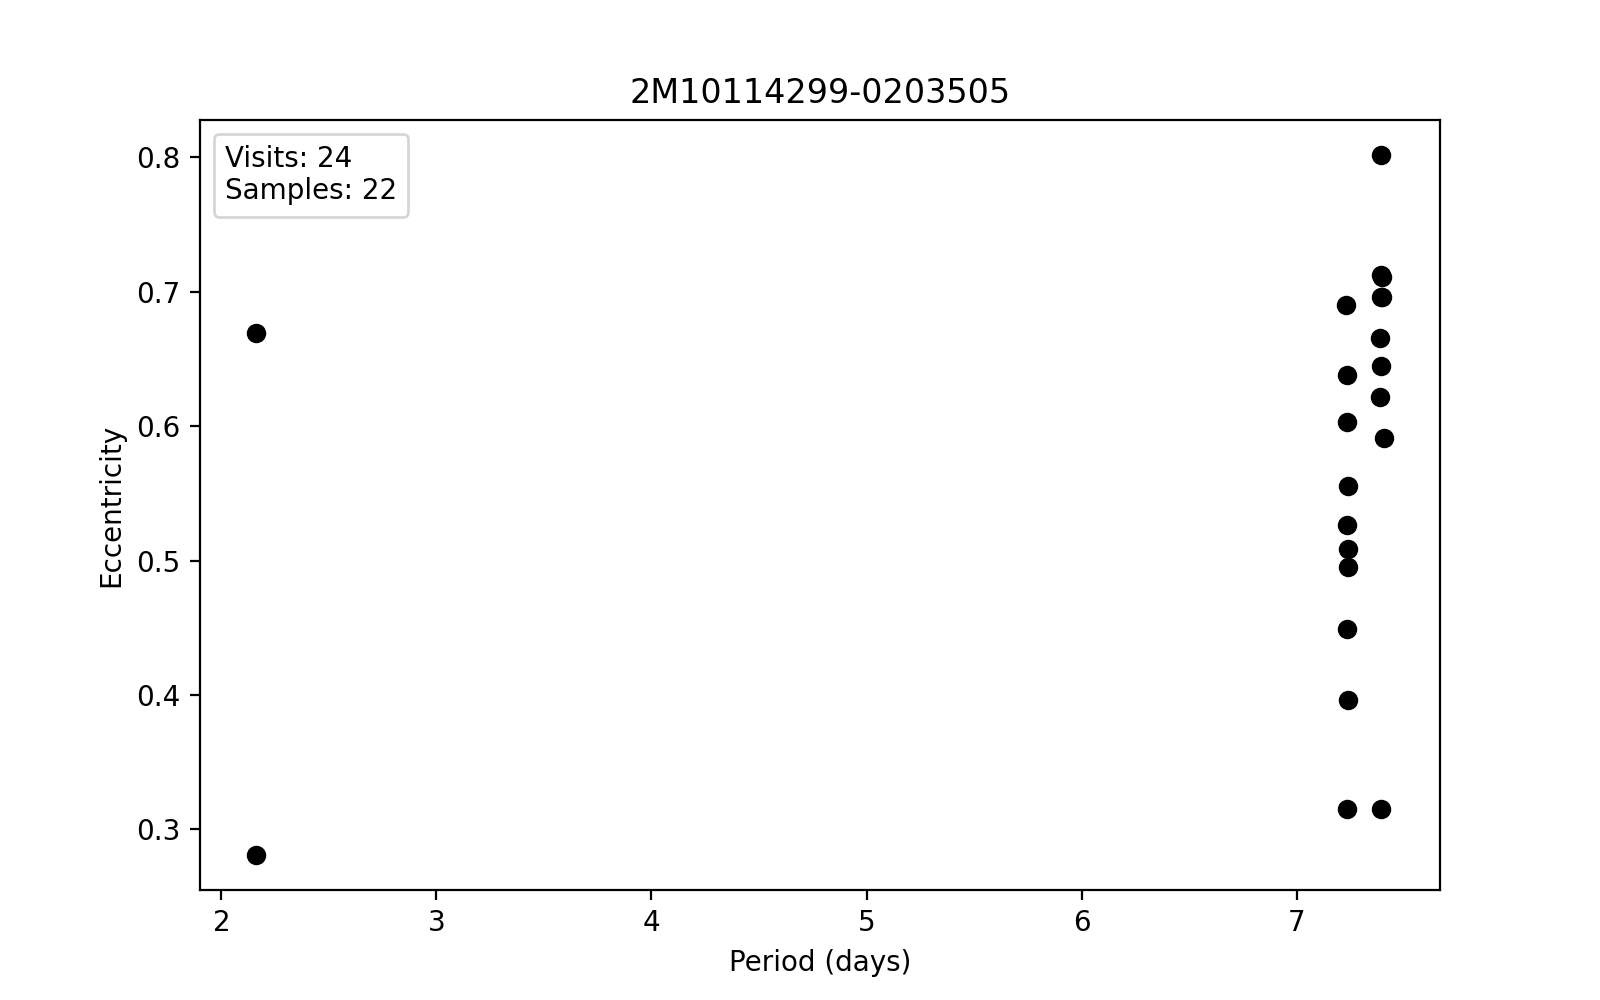 2M10114299-0203505
Visits: 24
Samples: 22
Eccentricity
0.8
0.7
0.6
0.5
0.4
0.3
2 3 4 5 6 7
Period (days)